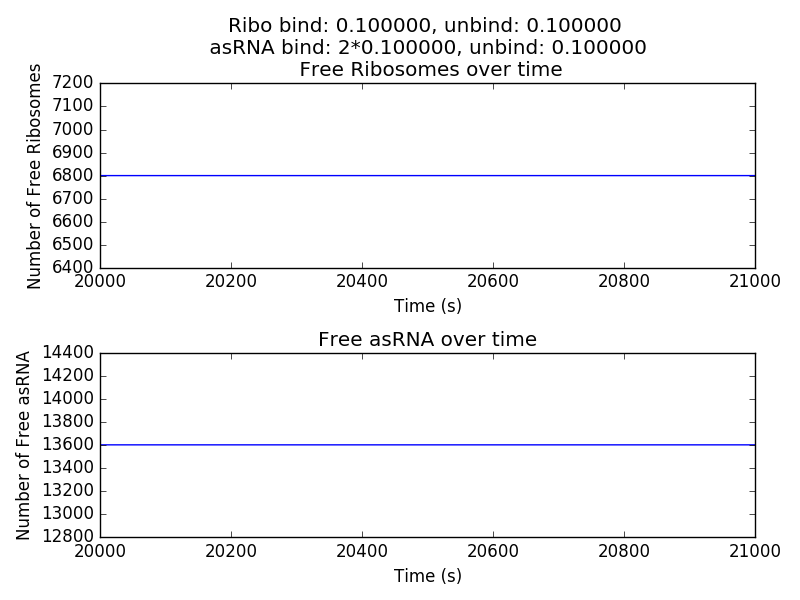 Ribo bind: 0.100000, unbind: 0.100000
asRNA bind: 2*0.100000, unbind: 0.100000
Free Ribosomes over time
Number of Free Ribosomes
7200
7100
7000
6900
6800
6700
6600
6500
6400
20000 20200 20400 20600 20800 21000
Time (s)
Free asRNA over time
Number of Free asRNA
14400
14200
14000
13800
13600
13400
13200
13000
12800
20000 20200 20400 20600 20800 21000
Time (s)